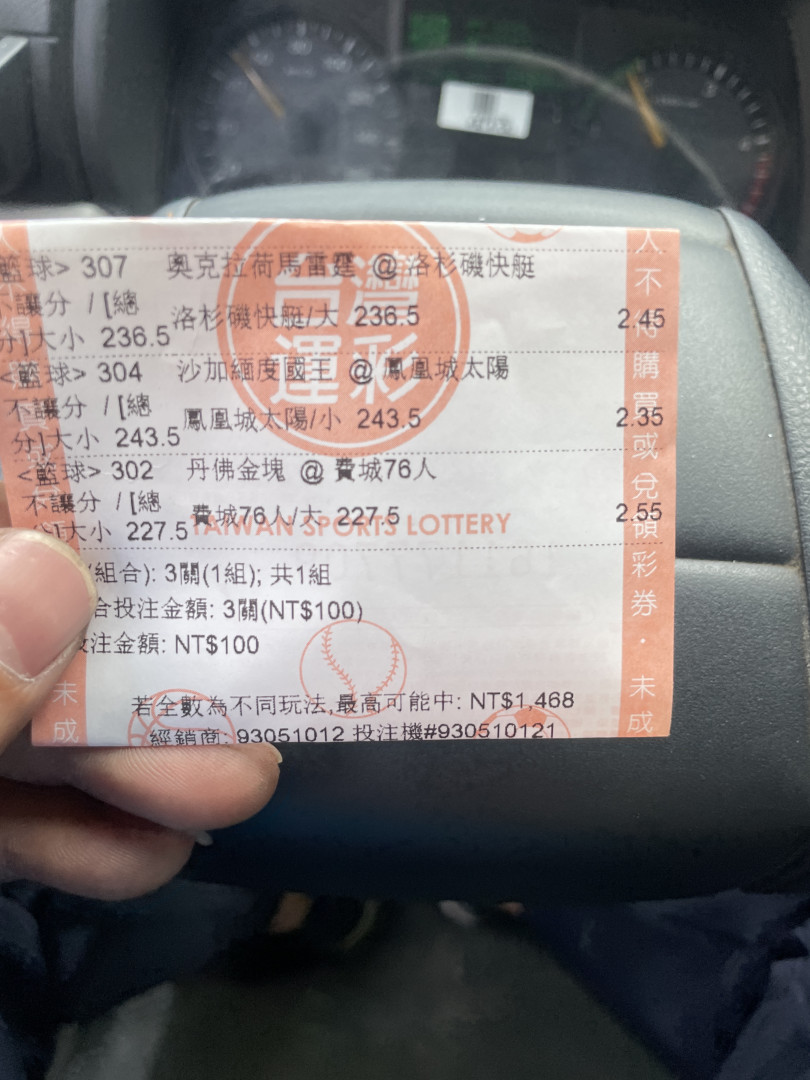 籃球> 307 奧克拉荷馬雷霆 @ 洛杉磯快艇
不讓分 / [總
分]大小 236.5 洛杉磯快艇/大 236.5 2.45
<籃球> 304 沙加緬度國王 @ 鳳凰城太陽
不讓分 / [總
分]大小 243.5 鳳凰城太陽/小 243.5 2.35
<籃球> 302 丹佛金塊 @ 費城76人
不讓分 / [總
分]大小 227.5 費城76人/大 227.5 2.55
台灣
運彩
TAIWAN SPORTS LOTTERY
(組合): 3關(1組); 共1組
合投注金額: 3關(NT$100)
注金額: NT$100
若全數為不同玩法,最高可能中: NT$1,468
經銷商: 93051012 投注機#930510121
人不得購買或兌領彩券・未成
未成